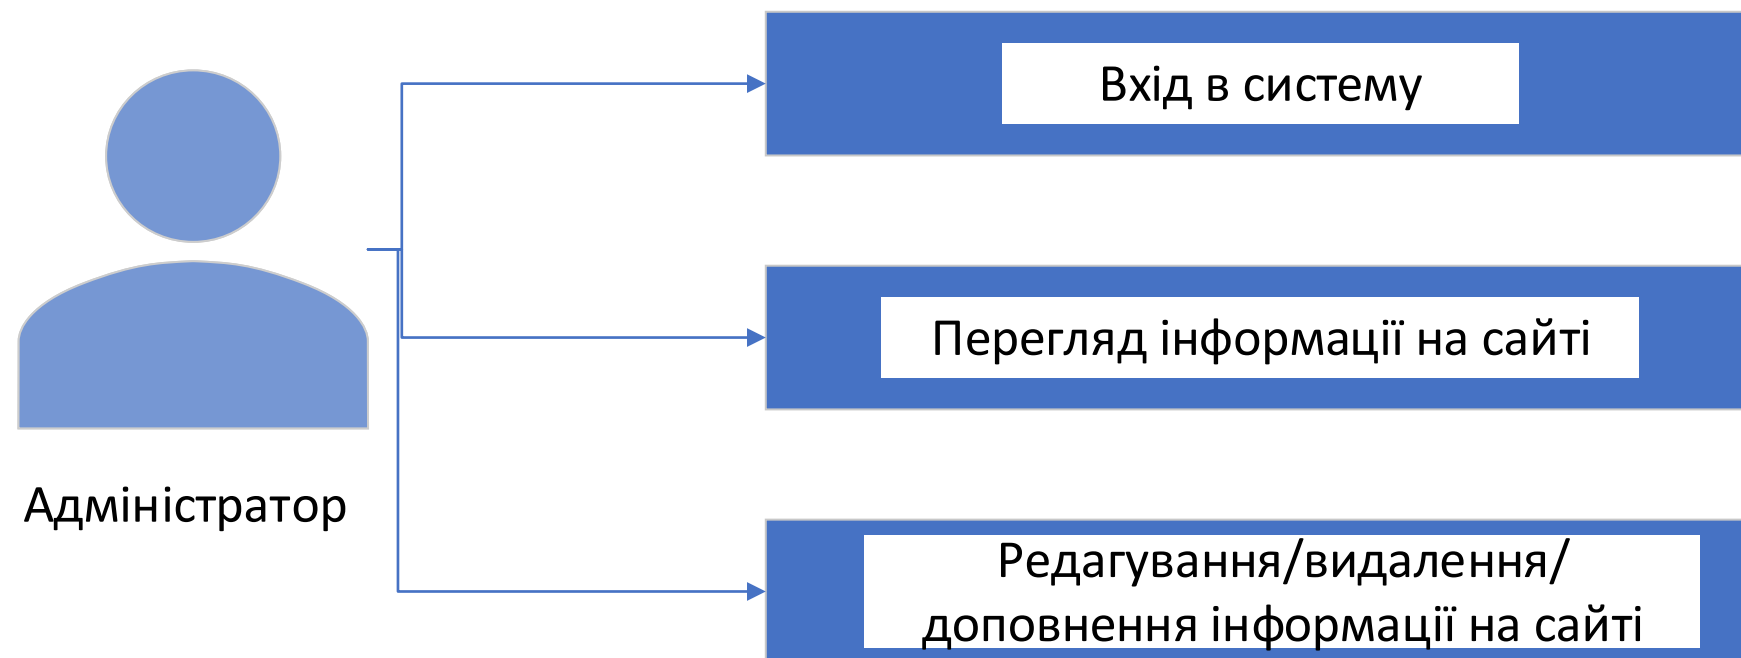 Вхід в систему
Перегляд інформації на сайті
Адміністратор
Редагування/видалення/
доповнення інформації на сайті